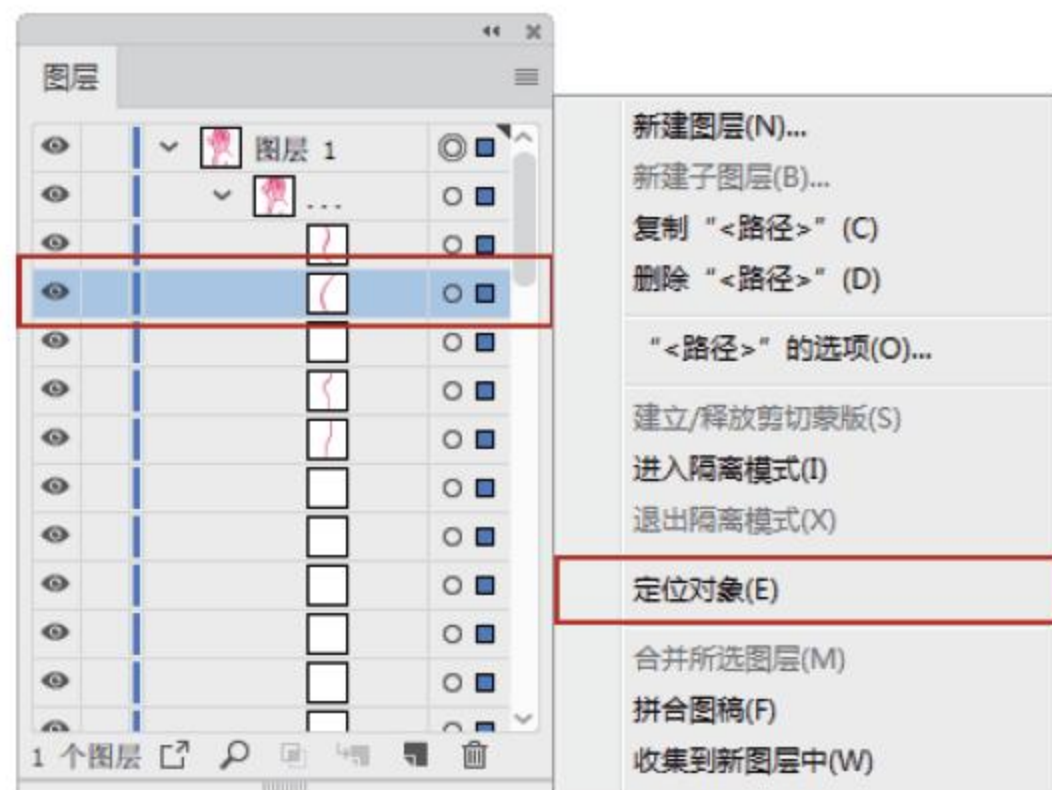 图层
图层 1
...
1 个图层
新建图层(N)...
新建子图层(B)...
复制“<路径>”(C)
删除“<路径>”(D)
“<路径>”的选项(O)...
建立/释放剪切蒙版(S)
进入隔离模式(I)
退出隔离模式(X)
定位对象(E)
合并所选图层(M)
拼合图稿(F)
收集到新图层中(W)